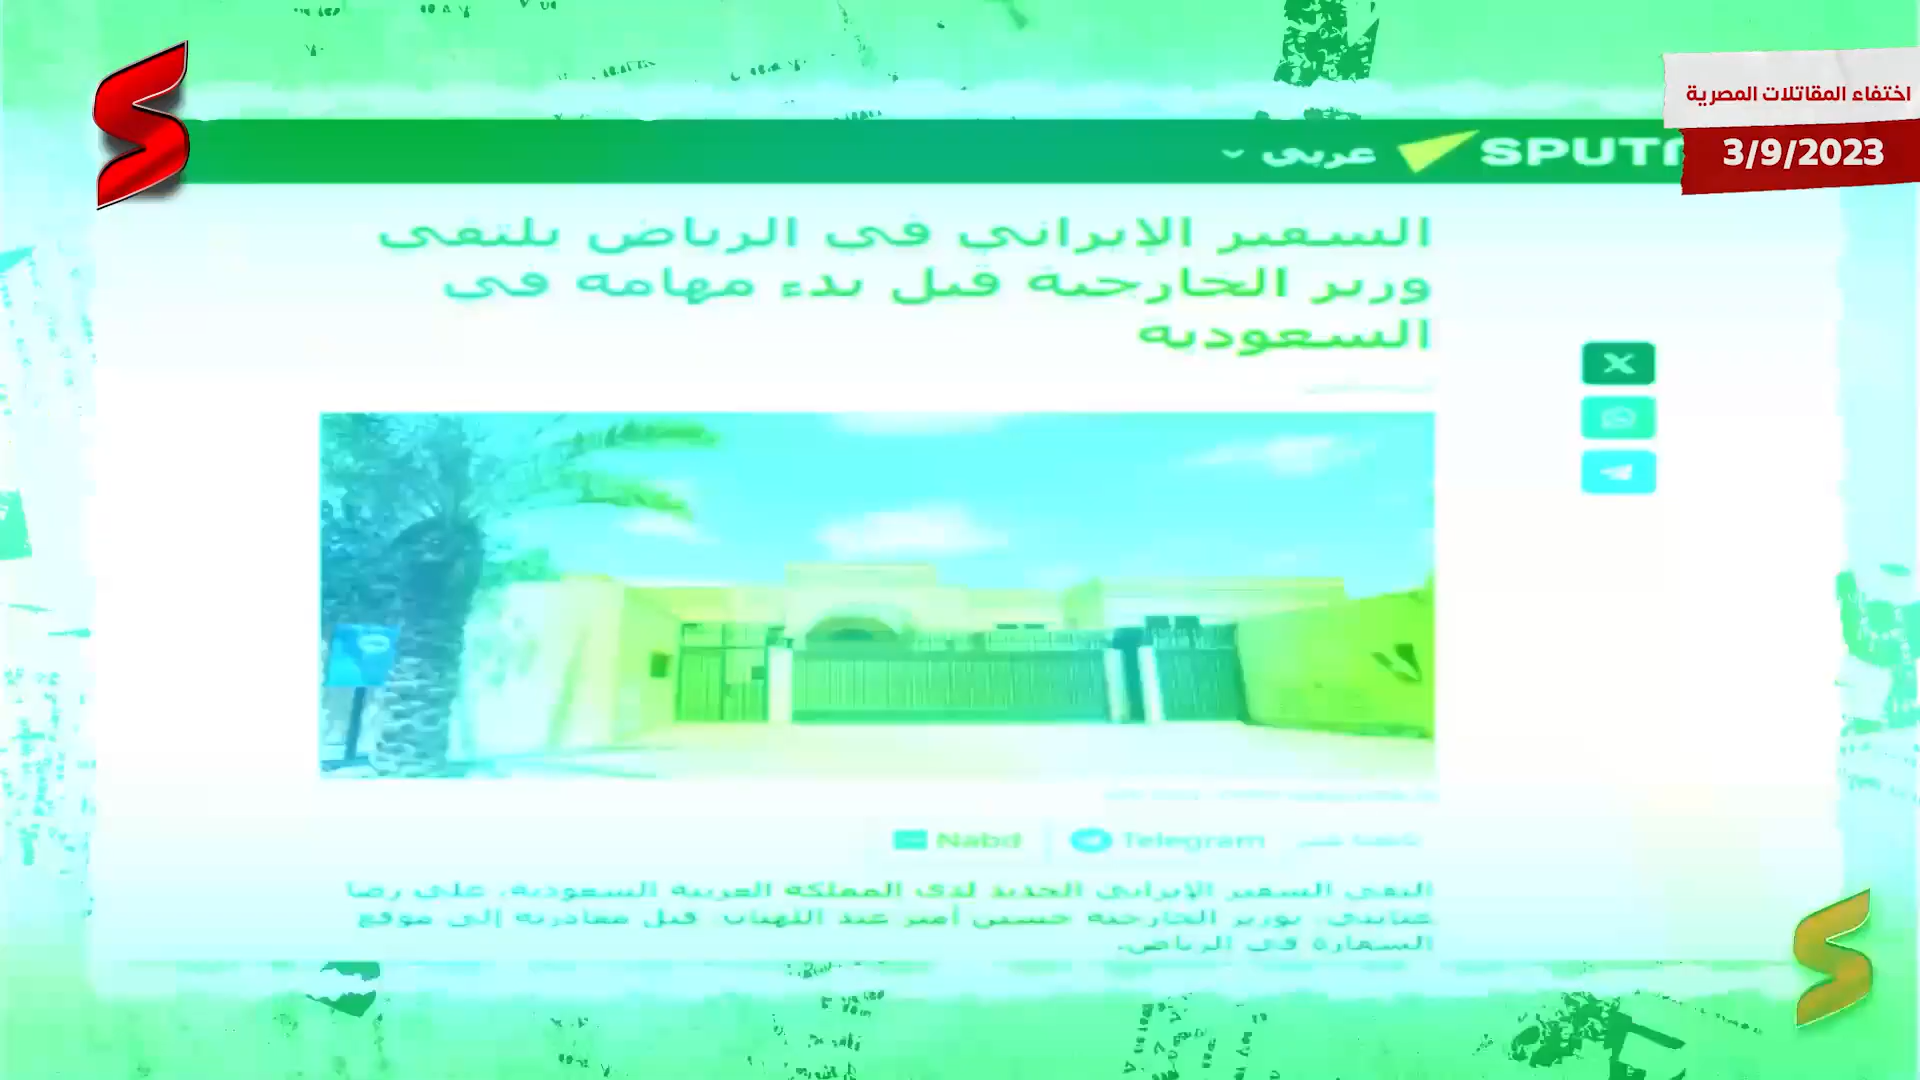 اختفاء المقاتلات المصرية
3/9/2023
SPUTN عربي
السفير الإيراني في الرياض يلتقي
وزير الخارجية قبل بدء مهامه في
السعودية
Telegram
Nabd
التقى السفير الإيراني الجديد لدى المملكة العربية السعودية، علي رضا
عنايتي، بوزير الخارجية حسين أمير عبد اللهيان، قبل مغادرته إلى موقع
السفارة في الرياض.